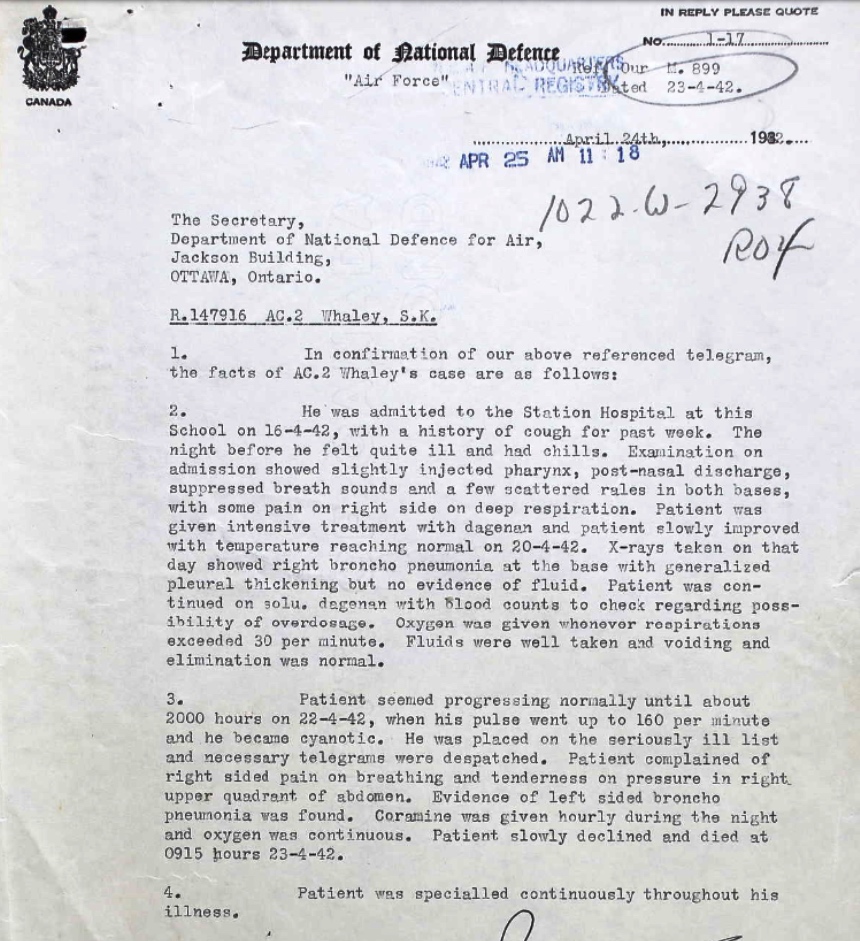 IN REPLY PLEASE QUOTE
No. 1-17
CANADA
Department of National Defence
"Air Force"
HEADQUARTERS
CENTRAL REGISTRY
Ref. Our M. 899
Dated 23-4-42.
April 24th, 1942.
APR 25 AM 11:18
1022-W-2938
The Secretary,
Department of National Defence for Air,
Jackson Building,
OTTAWA, Ontario.
R.147916 AC.2 Whaley, S.K.
1. In confirmation of our above referenced telegram,
the facts of AC.2 Whaley's case are as follows:
2. He was admitted to the Station Hospital at this
School on 16-4-42, with a history of cough for past week. The
night before he felt quite ill and had chills. Examination on
admission showed slightly injected pharynx, post-nasal discharge,
suppressed breath sounds and a few scattered rales in both bases,
with some pain on right side on deep respiration. Patient was
given intensive treatment with dagenan and patient slowly improved
with temperature reaching normal on 20-4-42. X-rays taken on that
day showed right broncho pneumonia at the base with generalized
pleural thickening but no evidence of fluid. Patient was con-
tinued on solu. dagenan with blood counts to check regarding poss-
ibility of overdosage. Oxygen was given whenever respirations
exceeded 30 per minute. Fluids were well taken and voiding and
elimination was normal.
3. Patient seemed progressing normally until about
2000 hours on 22-4-42, when his pulse went up to 160 per minute
and he became cyanotic. He was placed on the seriously ill list
and necessary telegrams were despatched. Patient complained of
right sided pain on breathing and tenderness on pressure in right
upper quadrant of abdomen. Evidence of left sided broncho
pneumonia was found. Coramine was given hourly during the night
and oxygen was continuous. Patient slowly declined and died at
0915 hours 23-4-42.
4. Patient was specialled continuously throughout his
illness.